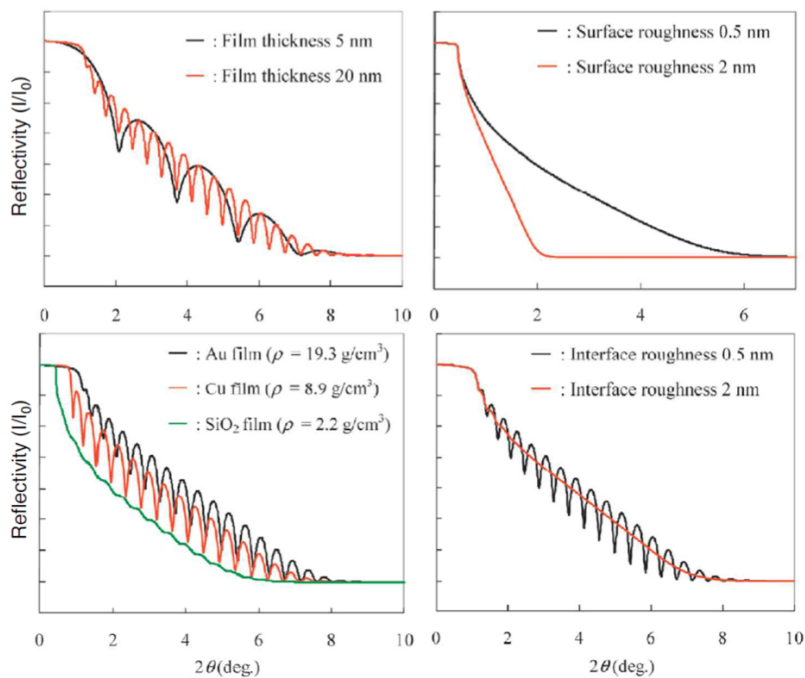 Reflectivity (I/I₀)
: Film thickness 5 nm
: Film thickness 20 nm
0 2 4 6 8 10
: Surface roughness 0.5 nm
: Surface roughness 2 nm
0 2 4 6
Reflectivity (I/I₀)
: Au film (ρ = 19.3 g/cm³)
: Cu film (ρ = 8.9 g/cm³)
: SiO₂ film (ρ = 2.2 g/cm³)
0 2 4 6 8 10
2θ(deg.)
: Interface roughness 0.5 nm
: Interface roughness 2 nm
0 2 4 6 8 10
2θ(deg.)